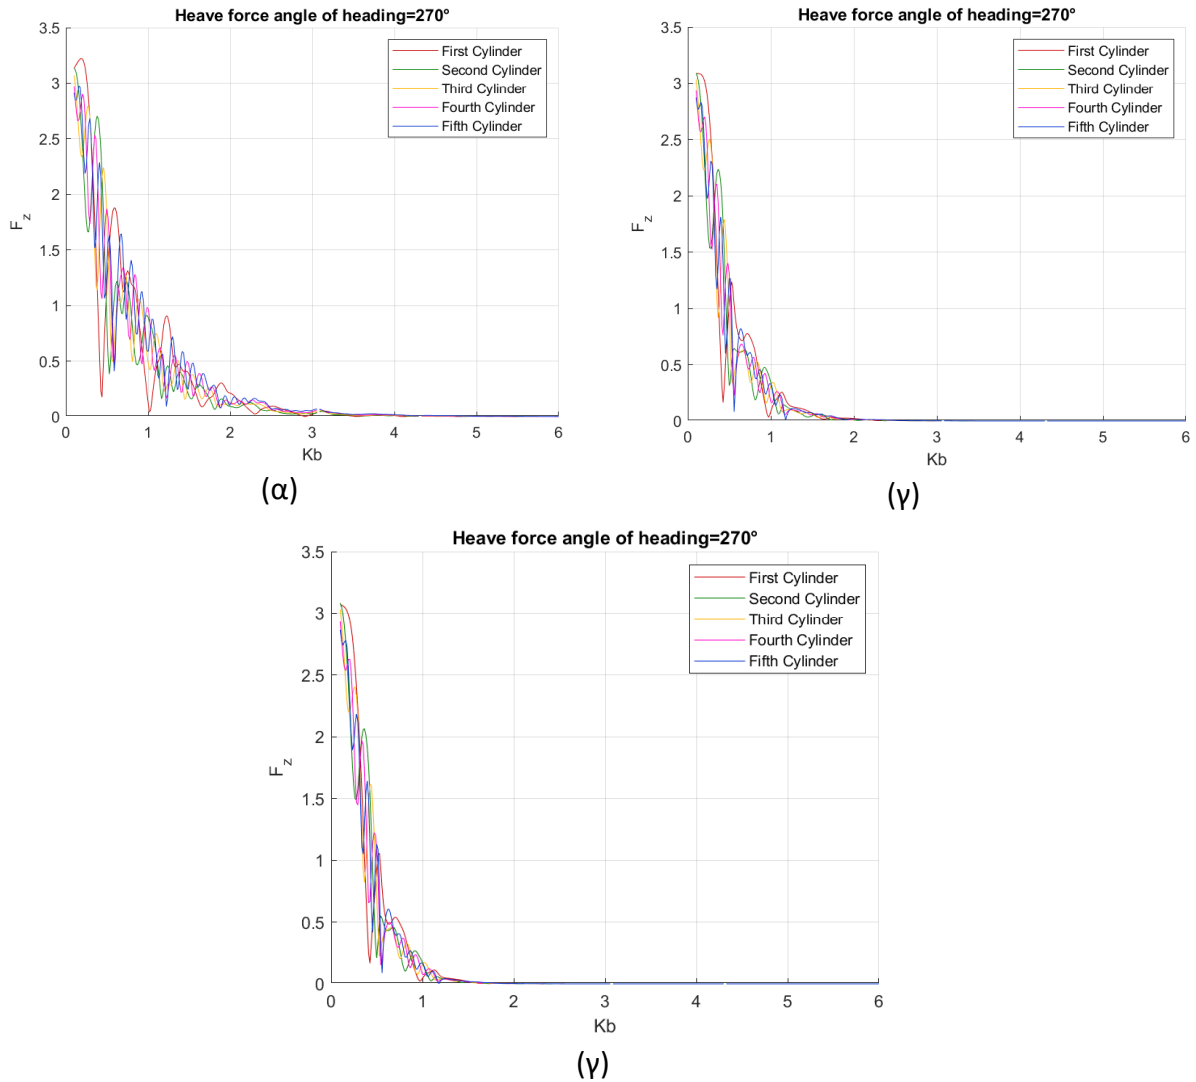 Heave force angle of heading=270°
3.5
3
2.5
2
1.5
1
0.5
0
F_z
0 1 2 3 4 5 6
Kb
First Cylinder
Second Cylinder
Third Cylinder
Fourth Cylinder
Fifth Cylinder
(α)
Heave force angle of heading=270°
3.5
3
2.5
2
1.5
1
0.5
0
F_z
0 1 2 3 4 5 6
Kb
First Cylinder
Second Cylinder
Third Cylinder
Fourth Cylinder
Fifth Cylinder
(γ)
Heave force angle of heading=270°
3.5
3
2.5
2
1.5
1
0.5
0
F_z
0 1 2 3 4 5 6
Kb
First Cylinder
Second Cylinder
Third Cylinder
Fourth Cylinder
Fifth Cylinder
(γ)